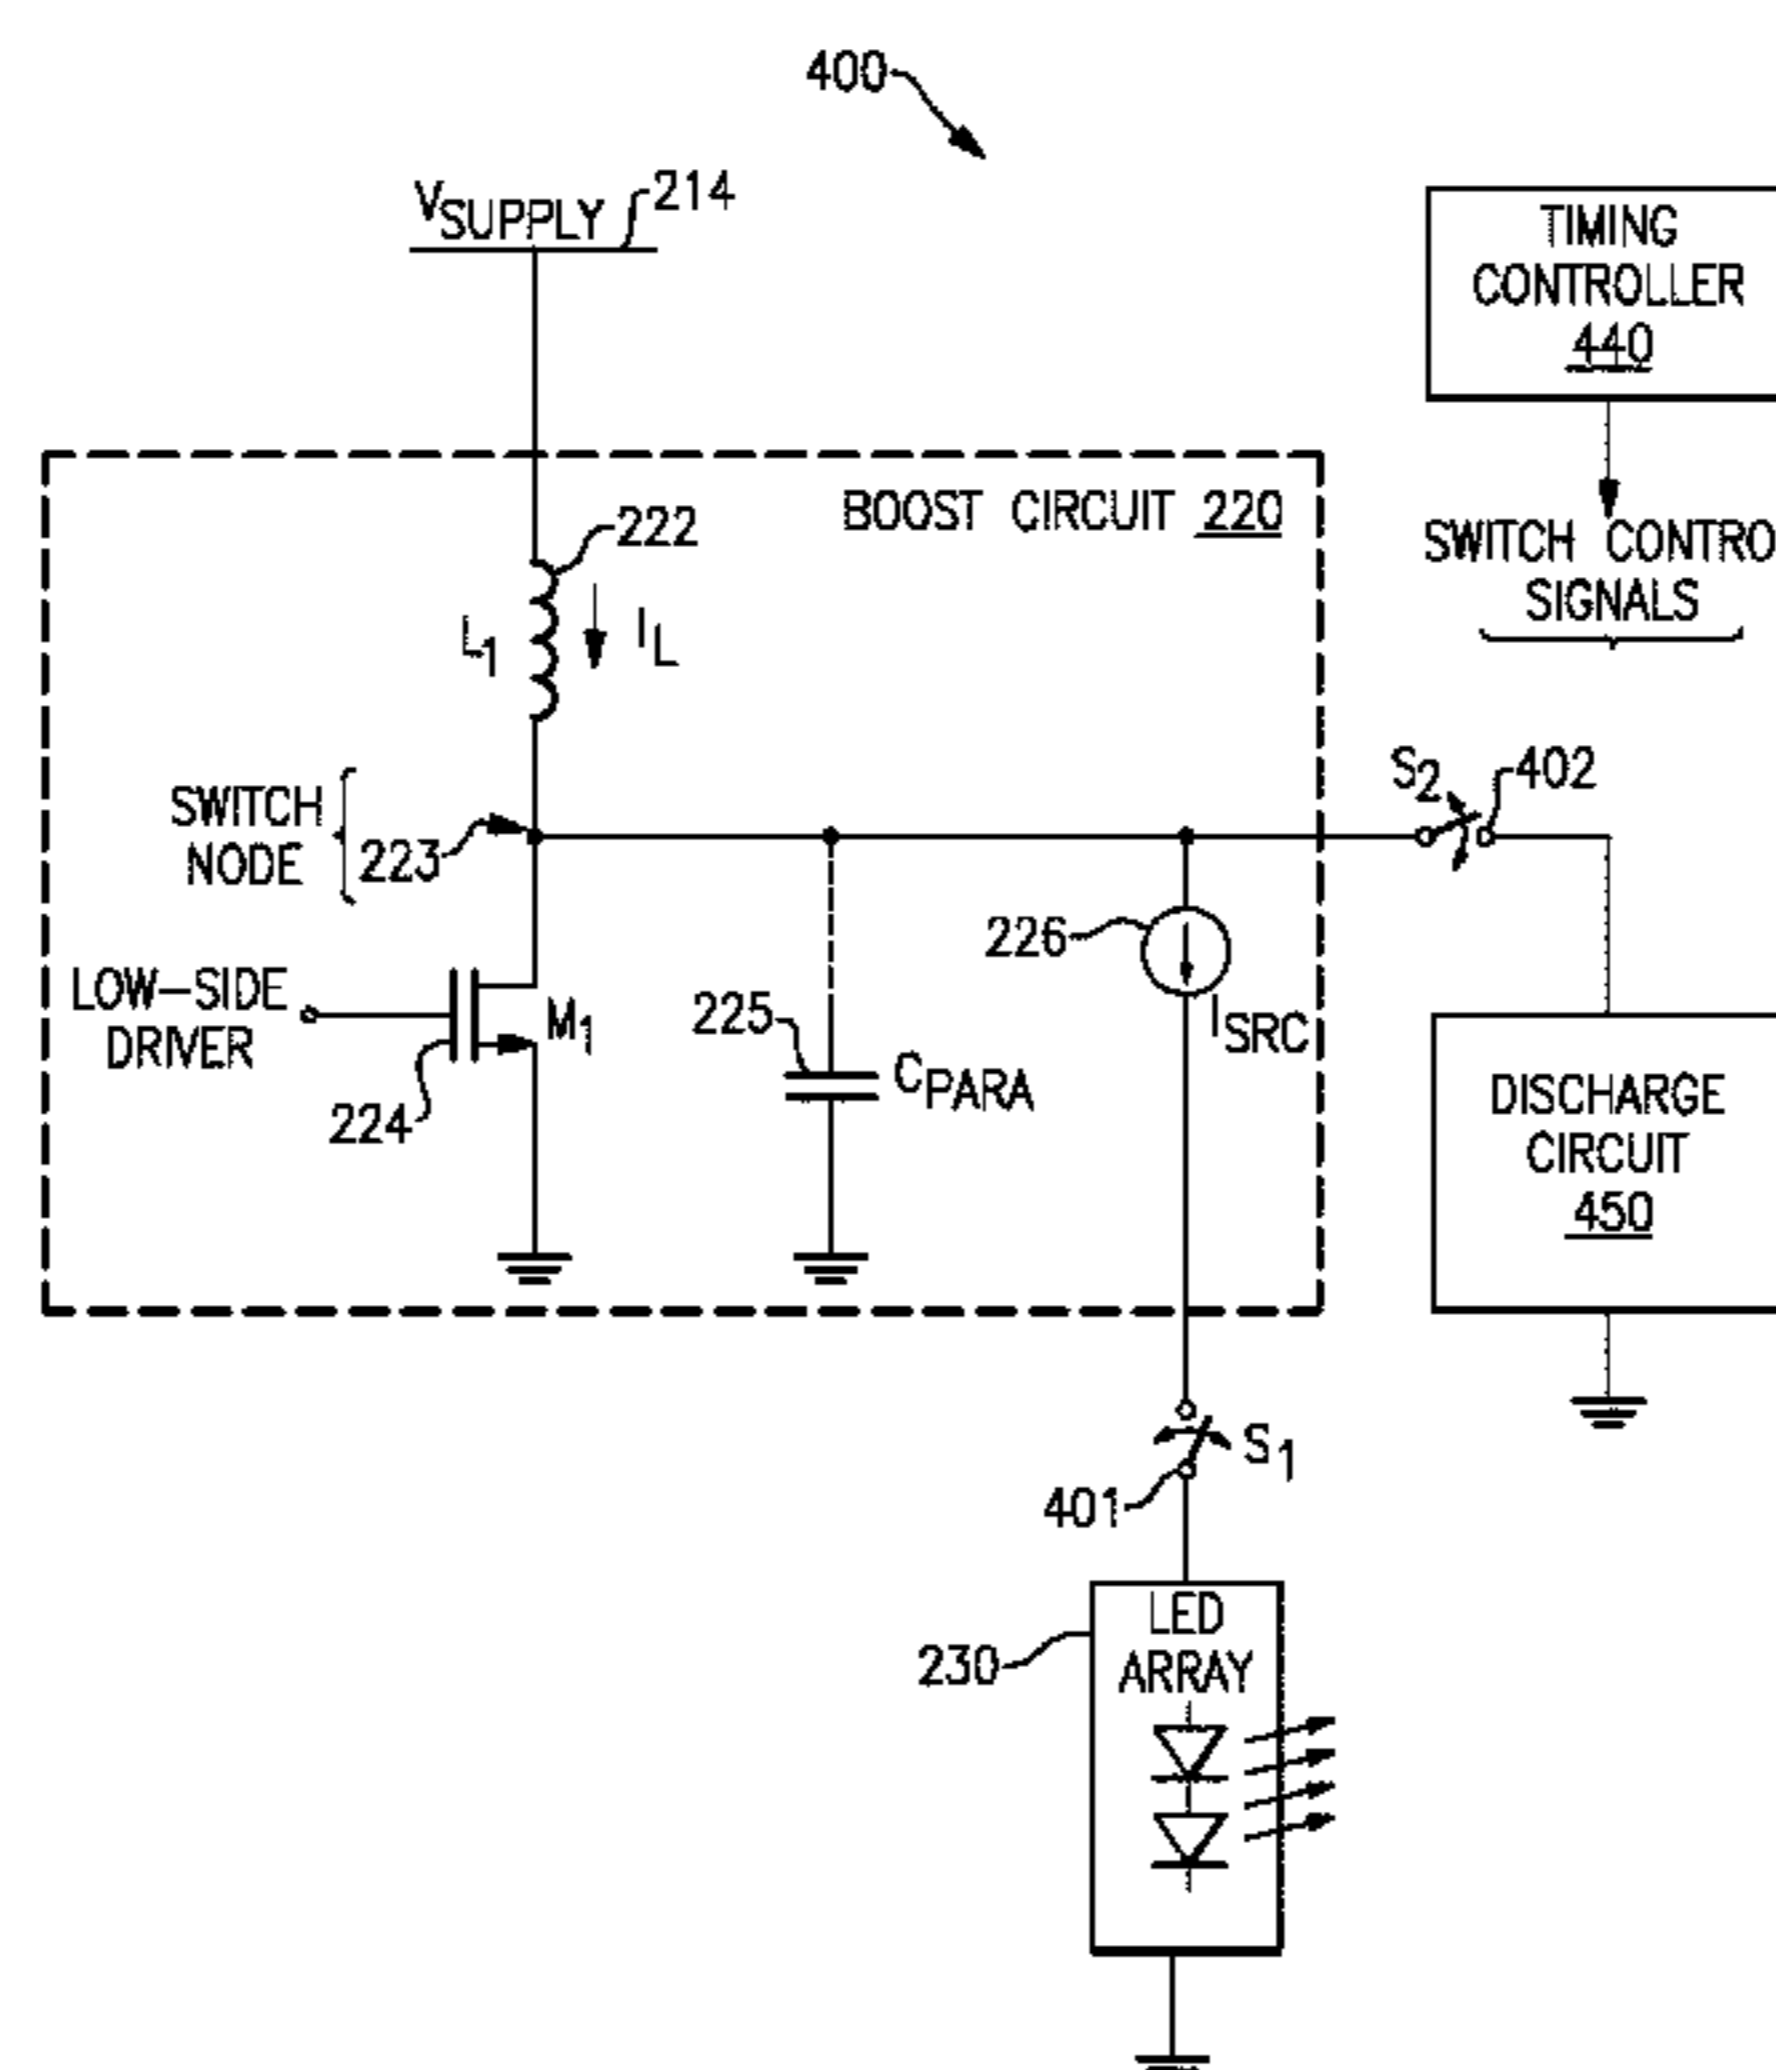 400
VSUPPLY 214
TIMING
CONTROLLER
440
BOOST CIRCUIT 220
SWITCH CONTRO
SIGNALS
222
L1
IL
S2
402
SWITCH
NODE
223
226
LOW-SIDE
DRIVER
M1
224
225
CPARA
ISRC
DISCHARGE
CIRCUIT
450
S1
401
LED
ARRAY
230